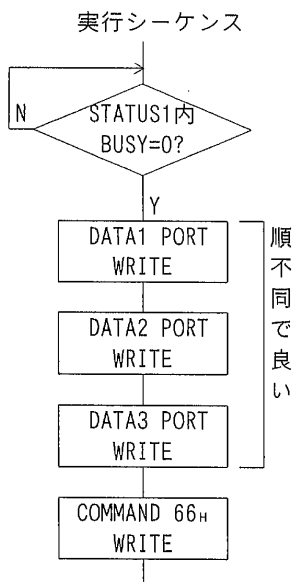 実行シーケンス
N
STATUS1内
BUSY=0?
Y
DATA1 PORT
WRITE
DATA2 PORT
WRITE
DATA3 PORT
WRITE
順不同で良い
COMMAND 66H
WRITE